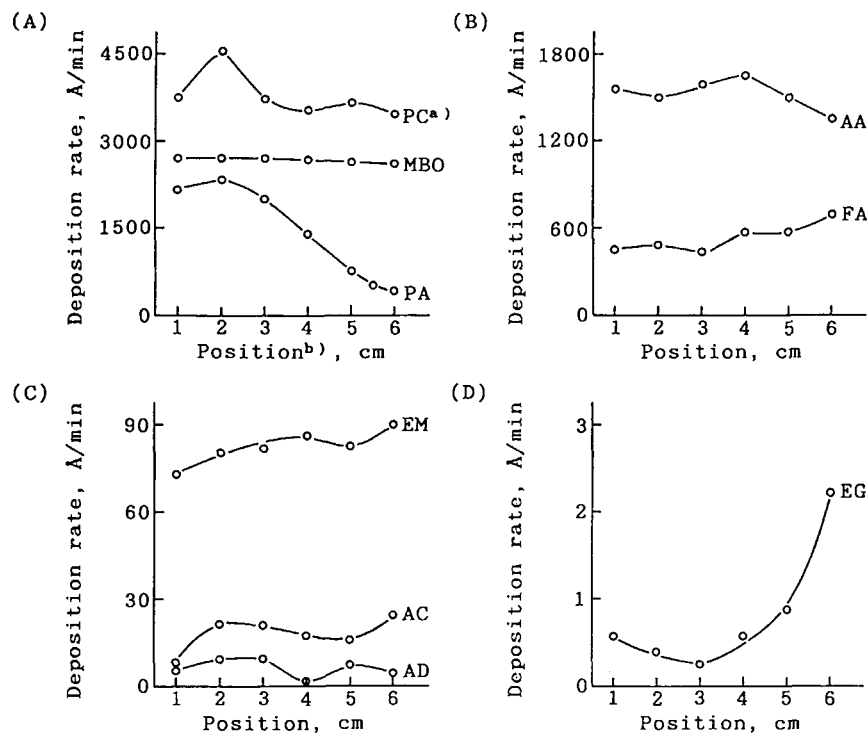 (A)
Deposition rate, Å/min
4500
3000
1500
0
PCa)
MBO
PA
1 2 3 4 5 6
Positionb), cm
(B)
Deposition rate, Å/min
1800
1200
600
0
AA
FA
1 2 3 4 5 6
Position, cm
(C)
Deposition rate, Å/min
90
60
30
0
EM
AC
AD
1 2 3 4 5 6
Position, cm
(D)
Deposition rate, Å/min
3
2
1
0
EG
1 2 3 4 5 6
Position, cm